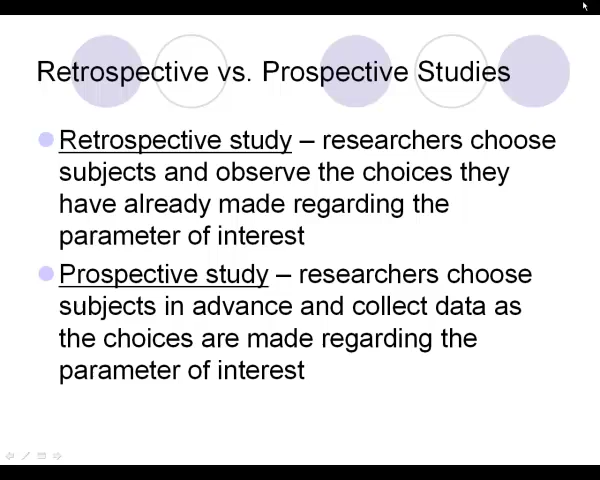 Retrospective vs. Prospective Studies
Retrospective study – researchers choose
subjects and observe the choices they
have already made regarding the
parameter of interest
Prospective study – researchers choose
subjects in advance and collect data as
the choices are made regarding the
parameter of interest